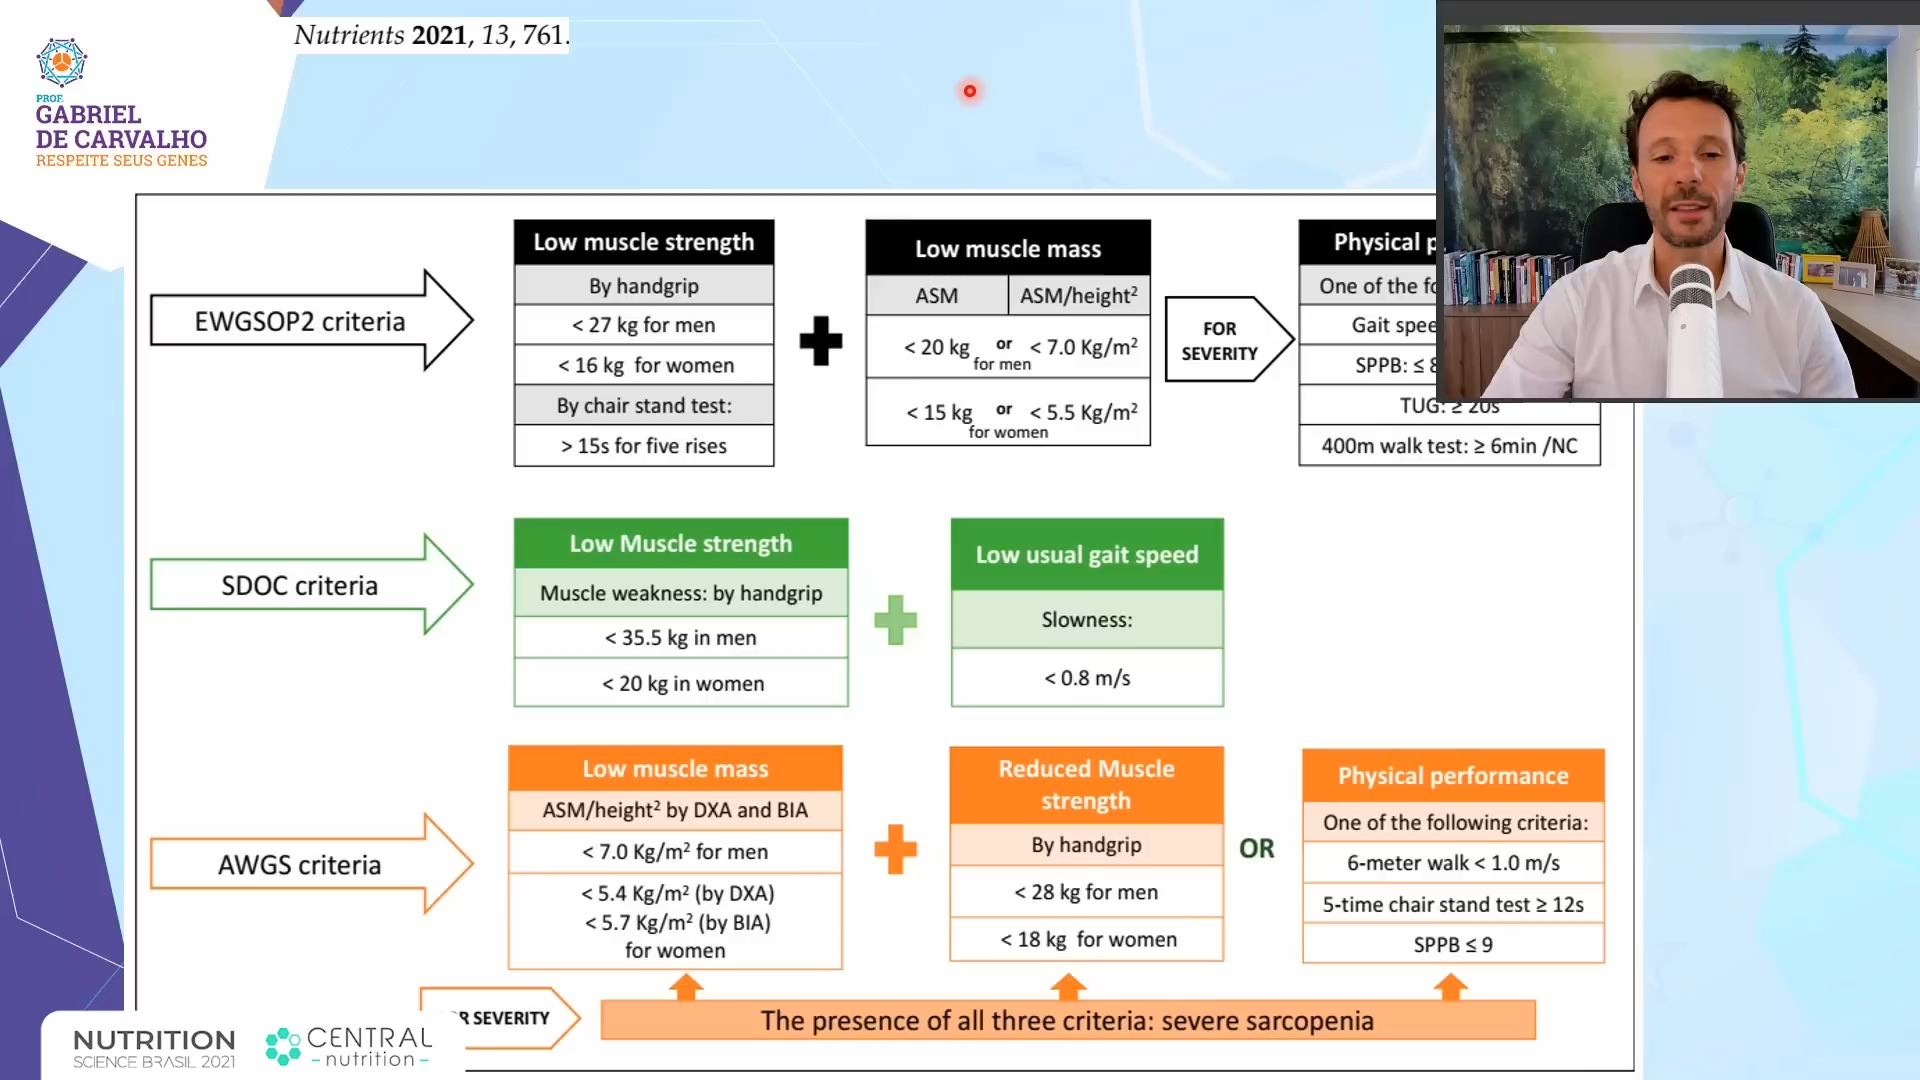 Nutrients 2021, 13, 761.
PROF.
GABRIEL
DE CARVALHO
RESPEITE SEUS GENES
EWGSOP2 criteria
Low muscle strength
By handgrip
< 27 kg for men
< 16 kg for women
By chair stand test:
> 15s for five rises
Low muscle mass
ASM ASM/height²
< 20 kg or < 7.0 Kg/m²
for men
< 15 kg or < 5.5 Kg/m²
for women
FOR
SEVERITY
Physical
One of the
Gait
SPPB: ≤ 8
TUG: ≥ 20s
400m walk test: ≥ 6min /NC
SDOC criteria
Low Muscle strength
Muscle weakness: by handgrip
< 35.5 kg in men
< 20 kg in women
Low usual gait speed
Slowness:
< 0.8 m/s
AWGS criteria
Low muscle mass
ASM/height² by DXA and BIA
< 7.0 Kg/m² for men
< 5.4 Kg/m² (by DXA)
< 5.7 Kg/m² (by BIA)
for women
Reduced Muscle
strength
By handgrip
< 28 kg for men
< 18 kg for women
OR
Physical performance
One of the following criteria:
6-meter walk < 1.0 m/s
5-time chair stand test ≥ 12s
SPPB ≤ 9
SEVERITY
The presence of all three criteria: severe sarcopenia
NUTRITION
SCIENCE BRASIL 2021
CENTRAL
nutrition